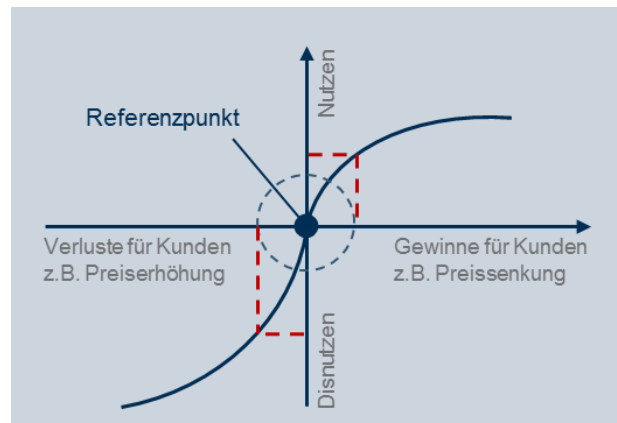 Nutzen
Referenzpunkt
Verluste für Kunden
z.B. Preiserhöhung
Gewinne für Kunden
z.B. Preissenkung
Disnutzen